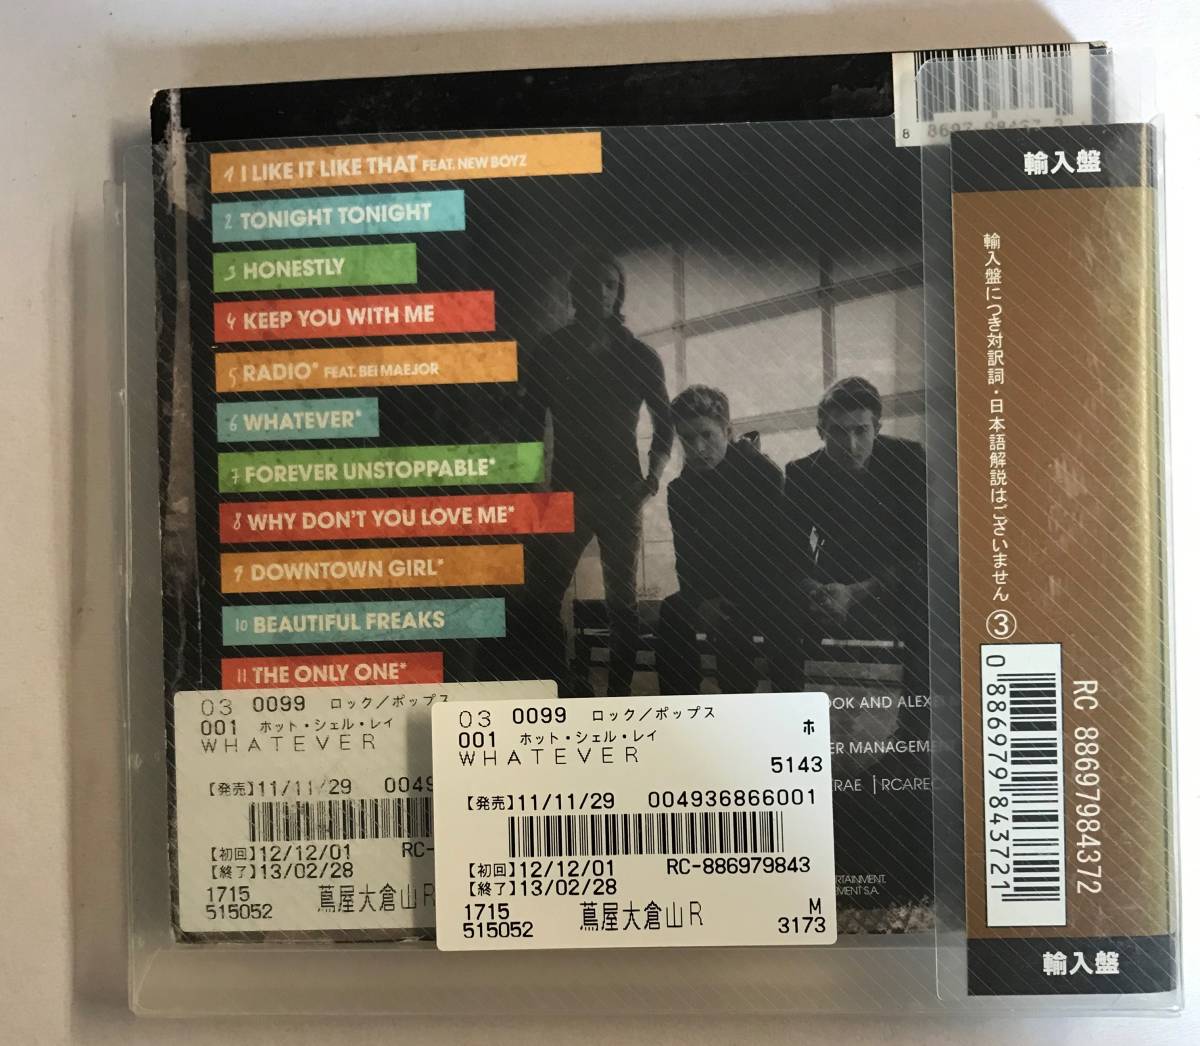 1 I LIKE IT LIKE THAT FEAT. NEW BOYZ
2 TONIGHT TONIGHT
3 HONESTLY
4 KEEP YOU WITH ME
5 RADIO* FEAT. BEI MAEJOR
6 WHATEVER*
7 FOREVER UNSTOPPABLE*
8 WHY DON'T YOU LOVE ME*
9 DOWNTOWN GIRL*
10 BEAUTIFUL FREAKS
11 THE ONLY ONE*
OOK AND ALEX
ER MANAGEM
RAE | RCAREC
RTAINMENT.
MENT S.A.
03 0099 ロック/ポップス
001 ホット・シェル・レイ
WHATEVER
【発売】11/11/29 0049
【初回】12/12/01 RC-
【終了】13/02/28
1715
515052 蔦屋大倉山R
03 0099 ロック/ポップス
001 ホット・シェル・レイ ホ
WHATEVER
5143
【発売】11/11/29 004936866001
【初回】12/12/01 RC-886979843
【終了】13/02/28
1715 M
515052 蔦屋大倉山R 3173
輸入盤
輸入盤につき対訳詞・日本語解説はございません③
0 886979 843721
RC 88697984372
輸入盤